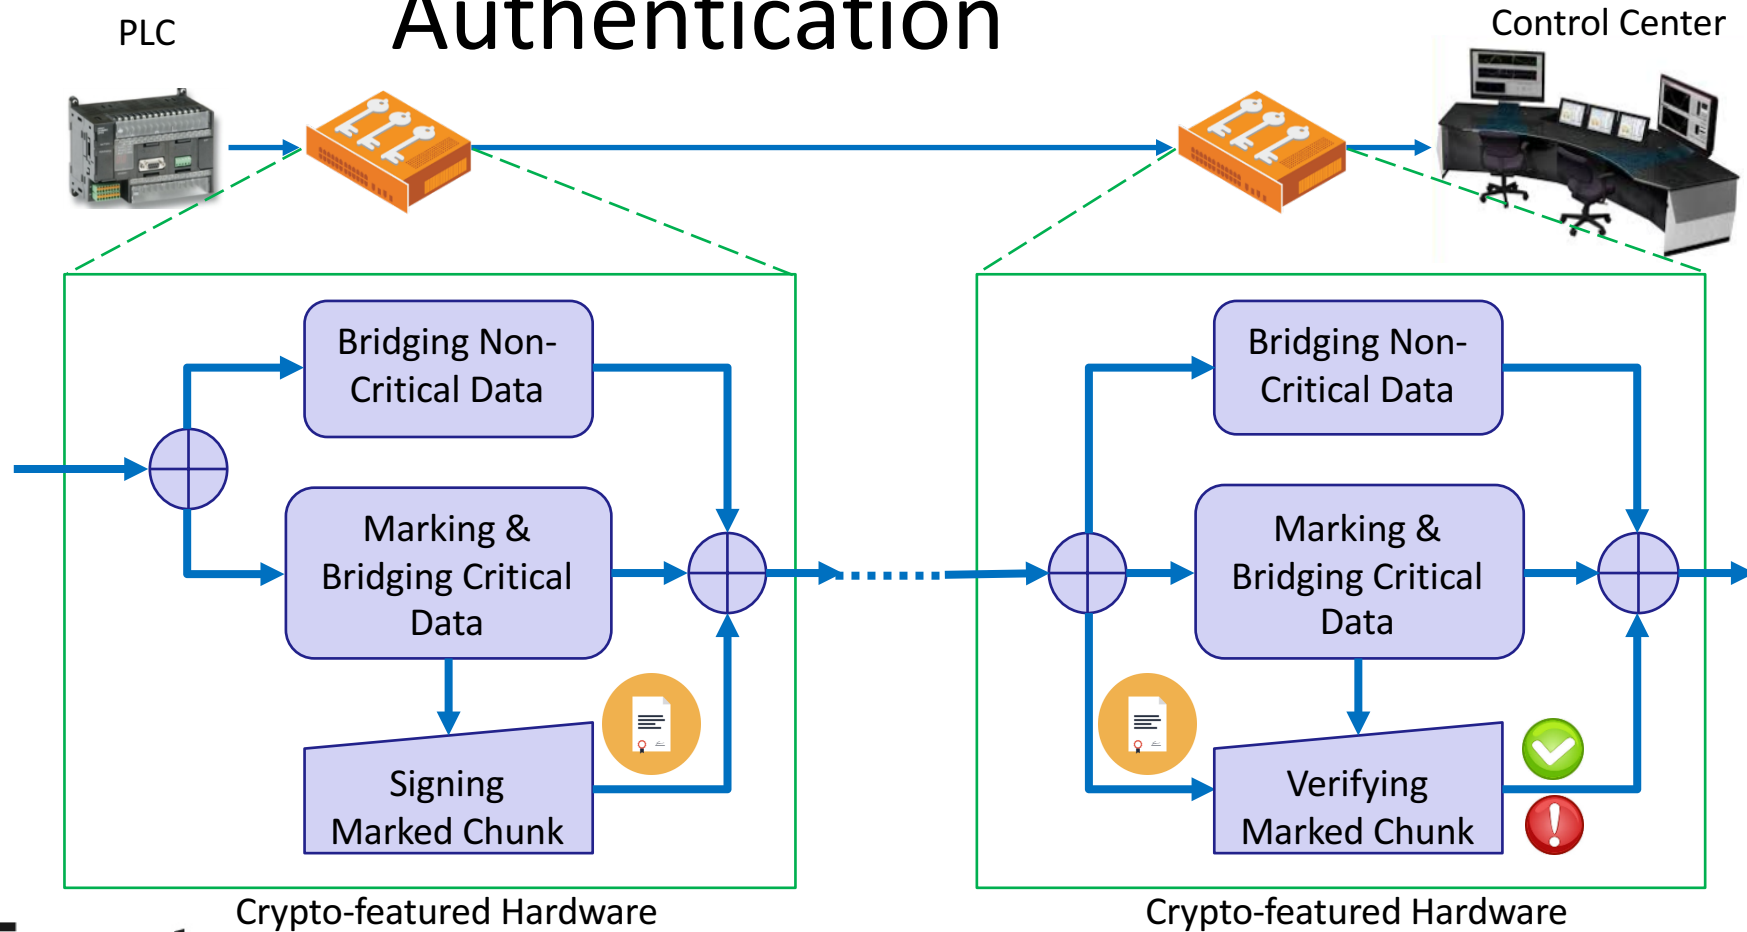 Authentication
PLC
Control Center
Bridging Non-
Critical Data
Marking &
Bridging Critical
Data
Signing
Marked Chunk
Crypto-featured Hardware
Bridging Non-
Critical Data
Marking &
Bridging Critical
Data
Verifying
Marked Chunk
Crypto-featured Hardware